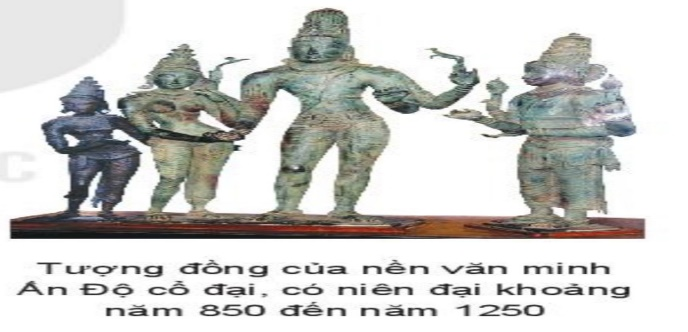 C
Tượng đồng của nền văn minh
Ấn Độ cổ đại, có niên đại khoảng
năm 850 đến năm 1250